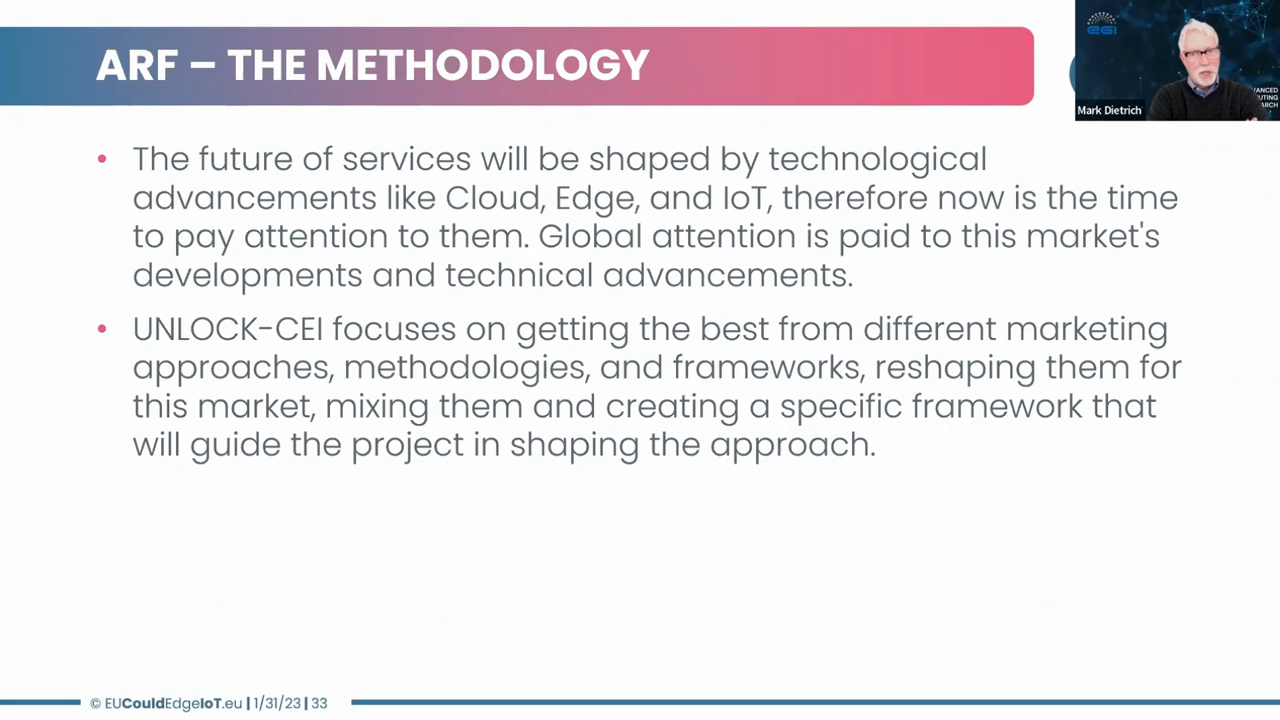 ARF – THE METHODOLOGY
egi
Mark Dietrich
• The future of services will be shaped by technological
advancements like Cloud, Edge, and IoT, therefore now is the time
to pay attention to them. Global attention is paid to this market's
developments and technical advancements.
• UNLOCK-CEI focuses on getting the best from different marketing
approaches, methodologies, and frameworks, reshaping them for
this market, mixing them and creating a specific framework that
will guide the project in shaping the approach.
© EUCouldEdgeIoT.eu | 1/31/23 | 33